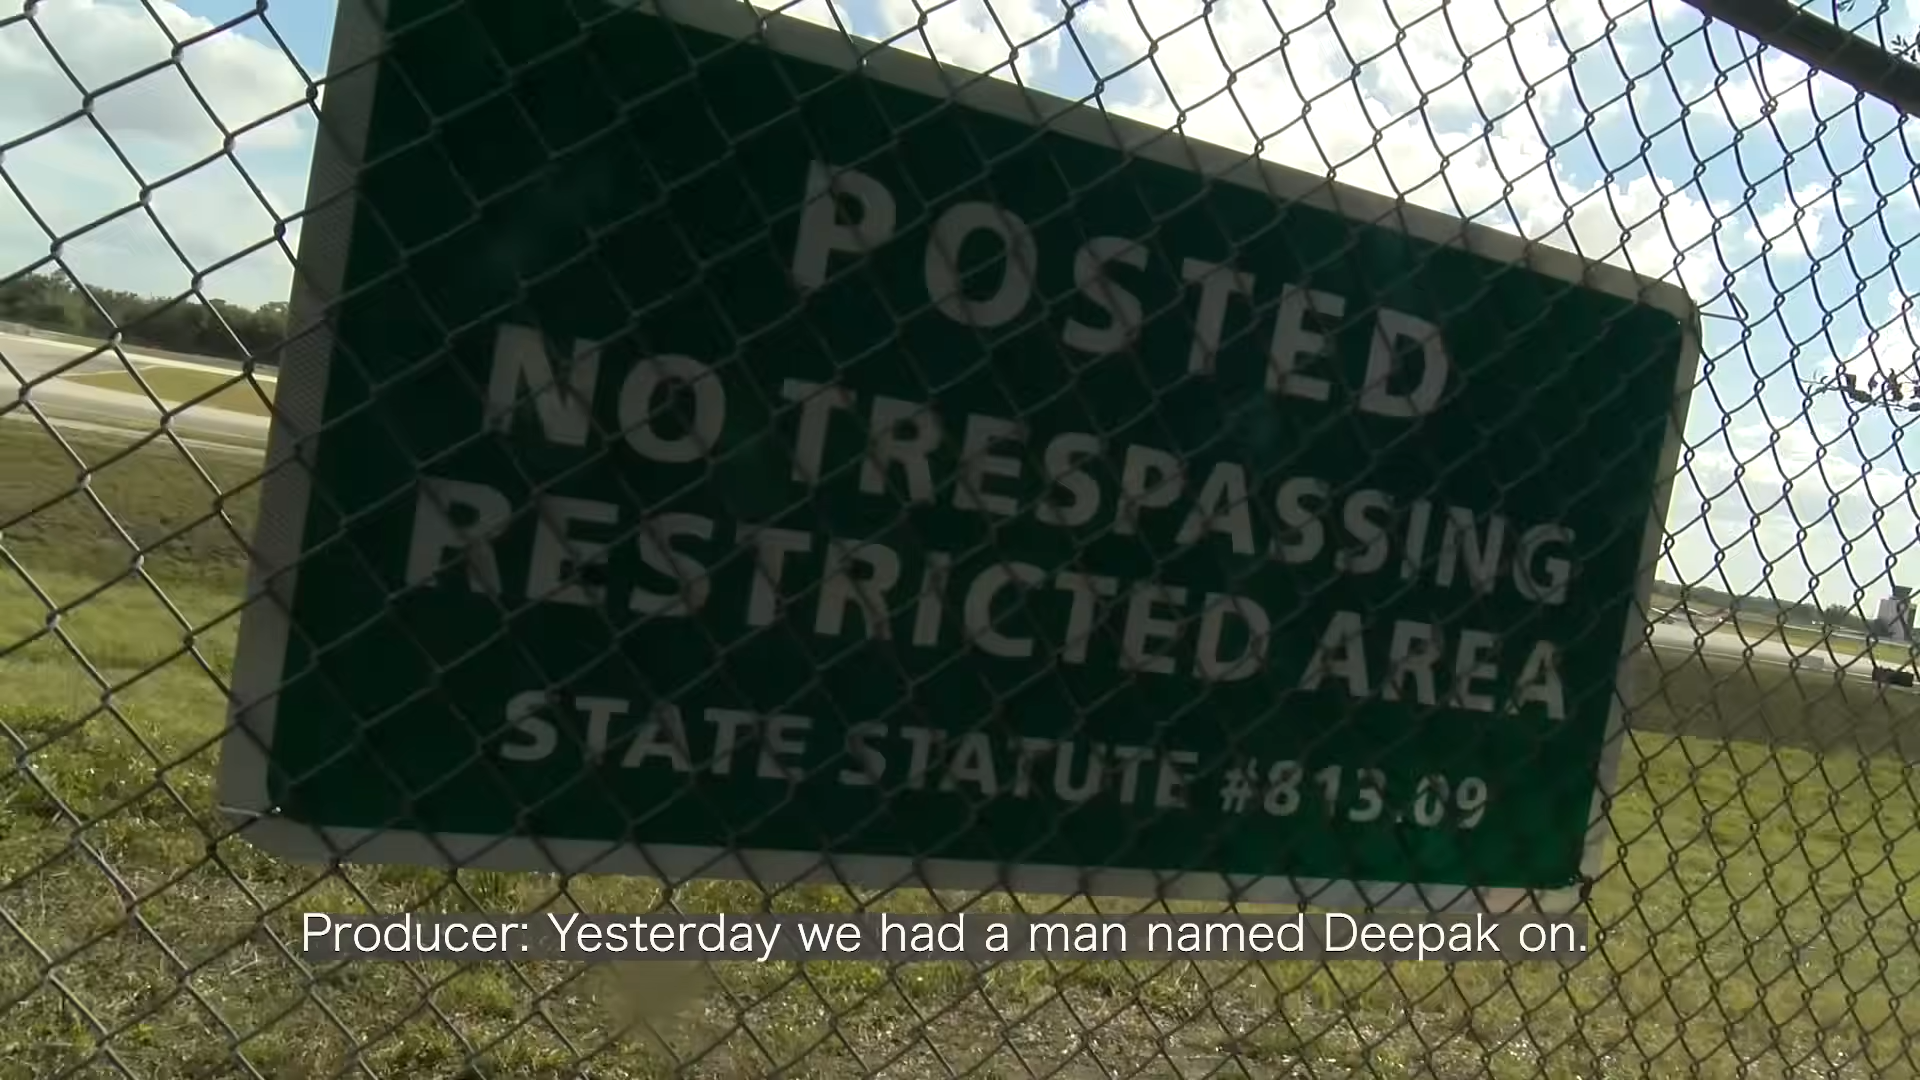 POSTED
NO TRESPASSING
RESTRICTED AREA
STATE STATUTE #813.09
Producer: Yesterday we had a man named Deepak on.